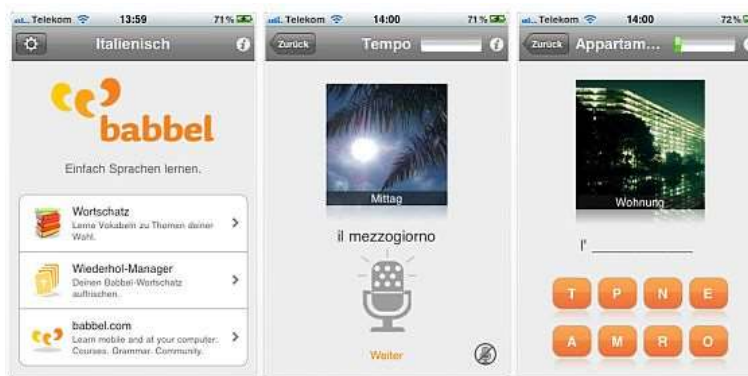 Telekom 13:59 71 %
Italienisch
babbel
Einfach Sprachen lernen.
Wortschatz
Lerne Vokabeln zu Themen deiner
Wahl.
Wiederhol-Manager
Deinen Babbel-Wortschatz
auffrischen.
babbel.com
Learn mobile and at your computer:
Courses. Grammar. Community.
Telekom 14:00 71 %
Zurück Tempo
Mittag
il mezzogiorno
Weiter
Telekom 14:00 72 %
Zurück Appartam...
Wohnung
l' ____________
T P N E
A M R O